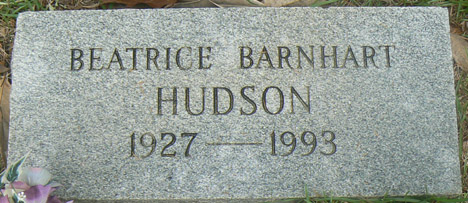 BEATRICE BARNHART
HUDSON
1927 — 1993